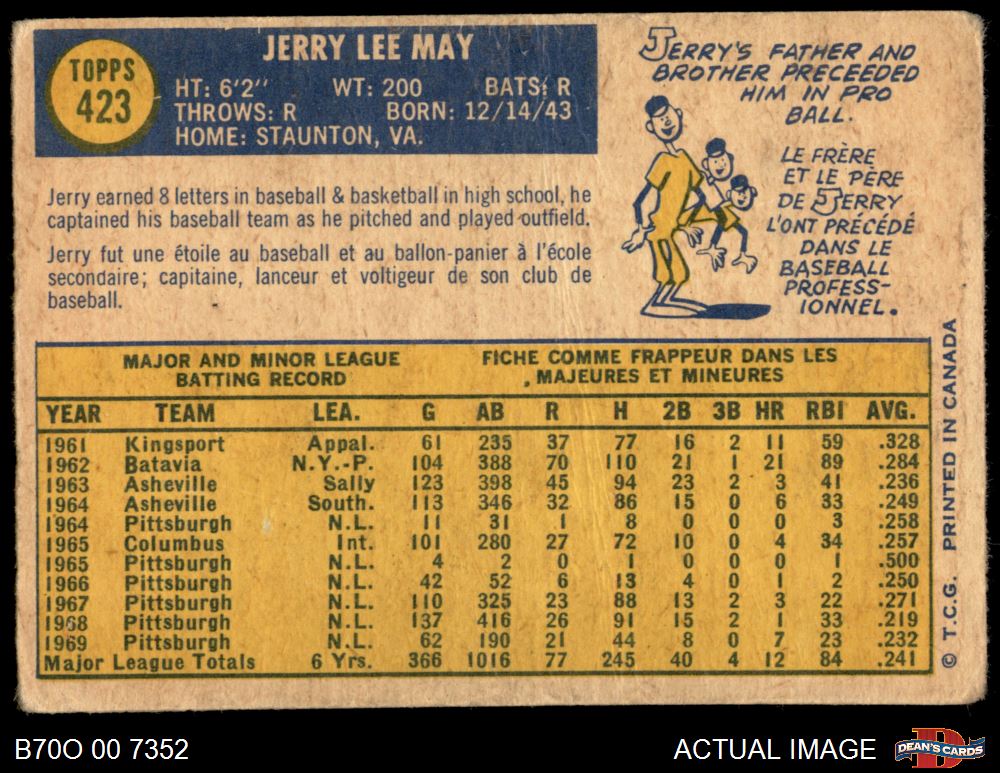 TOPPS
423
JERRY LEE MAY
HT: 6'2" WT: 200 BATS: R
THROWS: R BORN: 12/14/43
HOME: STAUNTON, VA.
Jerry earned 8 letters in baseball & basketball in high school, he
captained his baseball team as he pitched and played outfield.
Jerry fut une étoile au baseball et au ballon-panier à l'école
secondaire; capitaine, lanceur et voltigeur de son club de
baseball.
JERRY'S FATHER AND
BROTHER PRECEEDED
HIM IN PRO
BALL.
LE FRÈRE
ET LE PÈRE
DE JERRY
L'ONT PRÉCÉDÉ
DANS LE
BASEBALL
PROFESS-
IONNEL.
MAJOR AND MINOR LEAGUE
BATTING RECORD
FICHE COMME FRAPPEUR DANS LES
MAJEURES ET MINEURES
YEAR TEAM LEA. G AB R H 2B 3B HR RBI AVG.
1961 Kingsport Appal. 61 235 37 77 16 2 11 59 .328
1962 Batavia N.Y.-P. 104 388 70 110 21 1 21 89 .284
1963 Asheville Sally 123 398 45 94 23 2 3 41 .236
1964 Asheville South. 113 346 32 86 15 0 6 33 .249
1964 Pittsburgh N.L. 11 31 1 8 0 0 0 3 .258
1965 Columbus Int. 101 280 27 72 10 0 4 34 .257
1965 Pittsburgh N.L. 4 2 0 1 0 0 0 1 .500
1966 Pittsburgh N.L. 42 52 6 13 4 0 1 2 .250
1967 Pittsburgh N.L. 110 325 23 88 13 2 3 22 .271
1968 Pittsburgh N.L. 137 416 26 91 15 2 1 33 .219
1969 Pittsburgh N.L. 62 190 21 44 8 0 7 23 .232
Major League Totals 6 Yrs. 366 1016 77 245 40 4 12 84 .241
© T.C.G. PRINTED IN CANADA
B70O 00 7352
ACTUAL IMAGE
D
DEAN'S CARDS